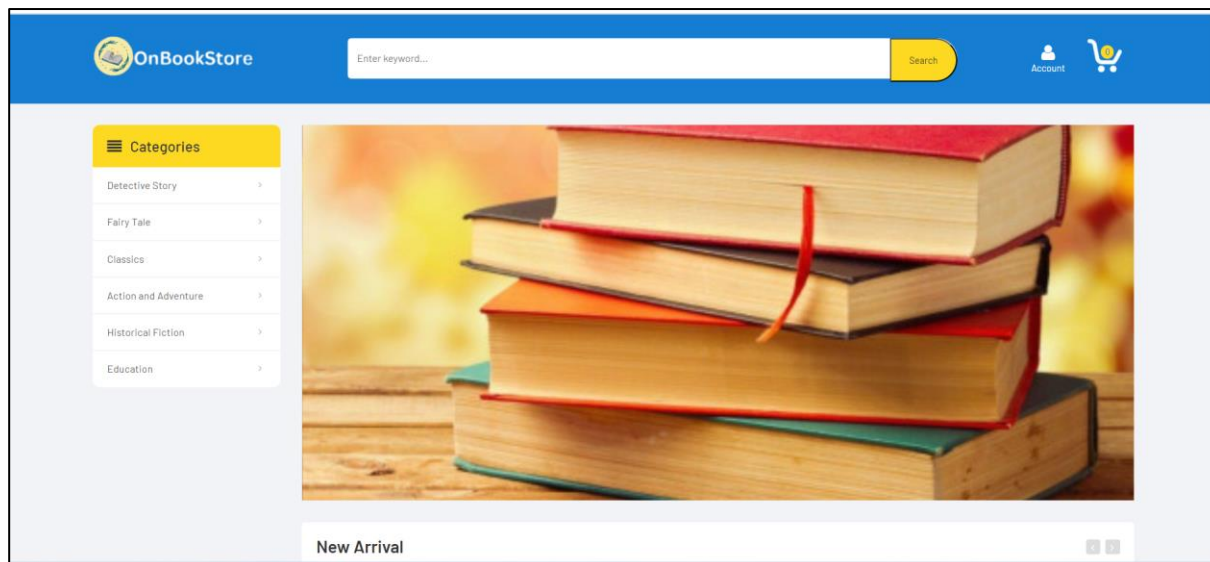 OnBookStore
Enter keyword...
Search
Account
0
Categories
Detective Story
Fairy Tale
Classics
Action and Adventure
Historical Fiction
Education
New Arrival